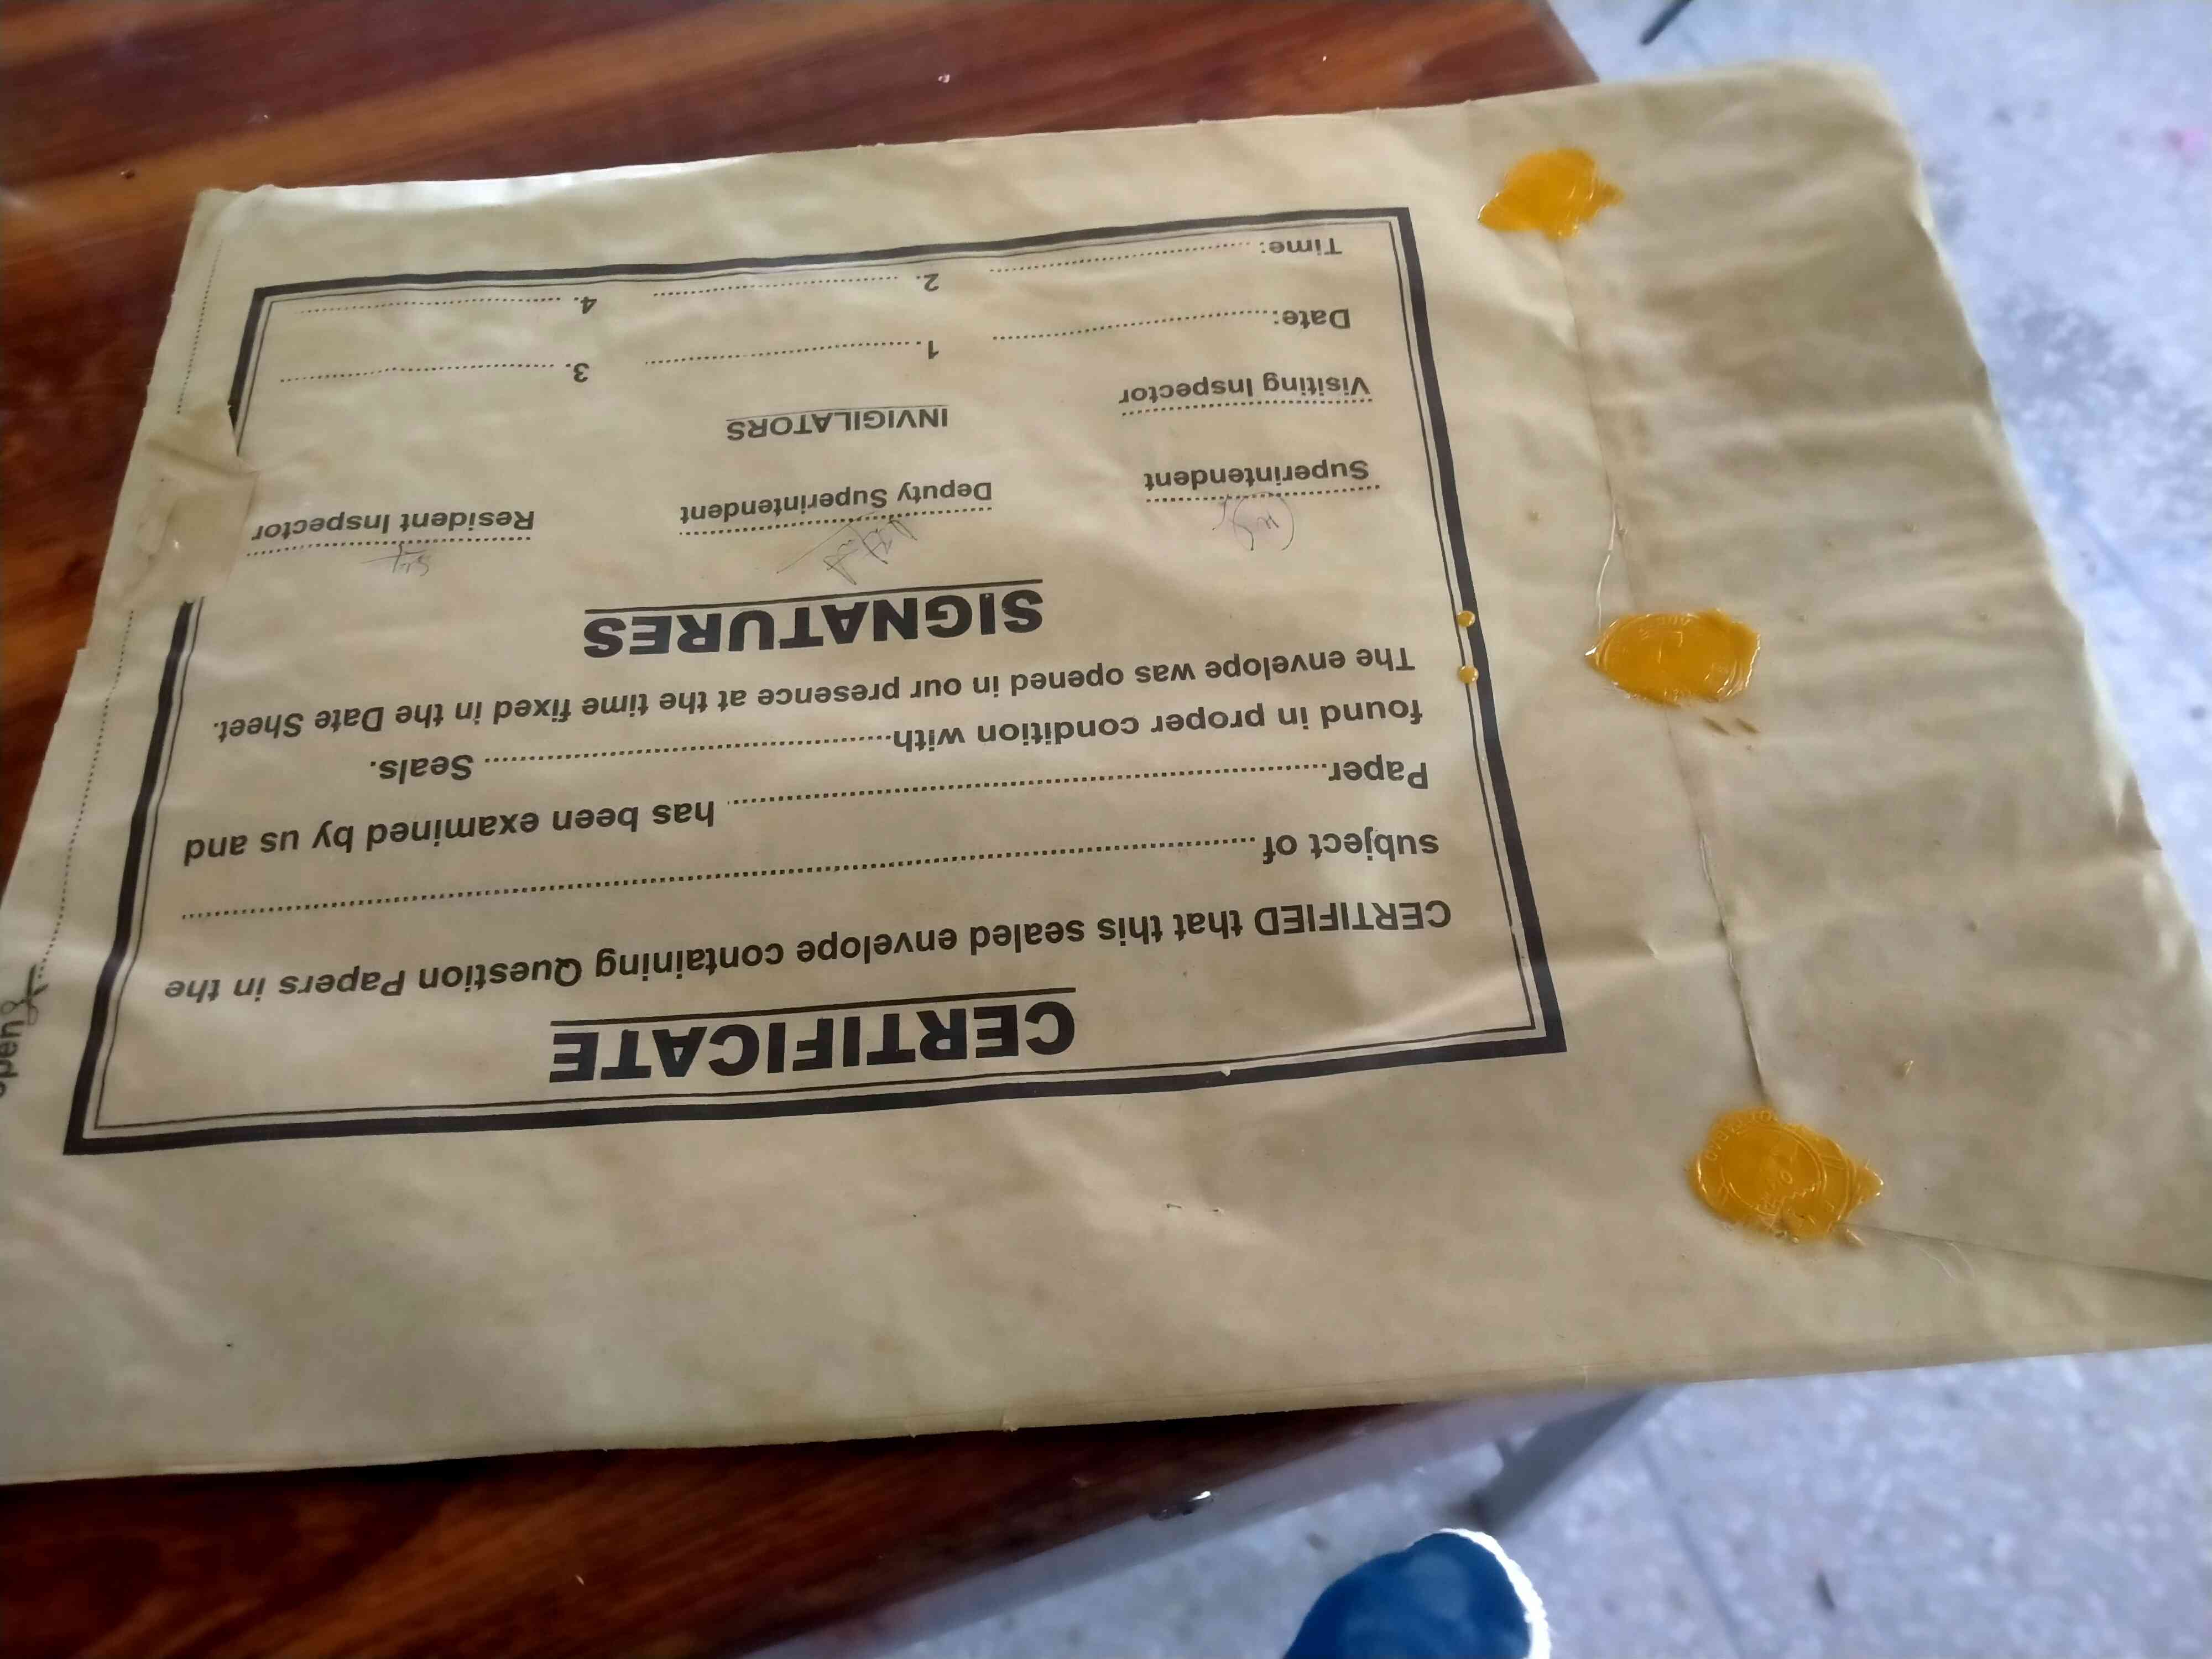 CERTIFICATE
CERTIFIED that this sealed envelope containing Question Papers in the
subject of ................................................................
Paper................................ has been examined by us and
found in proper condition with................................ Seals.
The envelope was opened in our presence at the time fixed in the Date Sheet.
SIGNATURES
Superintendent Deputy Superintendent Resident Inspector
Visiting Inspector INVIGILATORS
Date:................ 1................. 3. ................
Time: ................ 2. ................ 4. ................